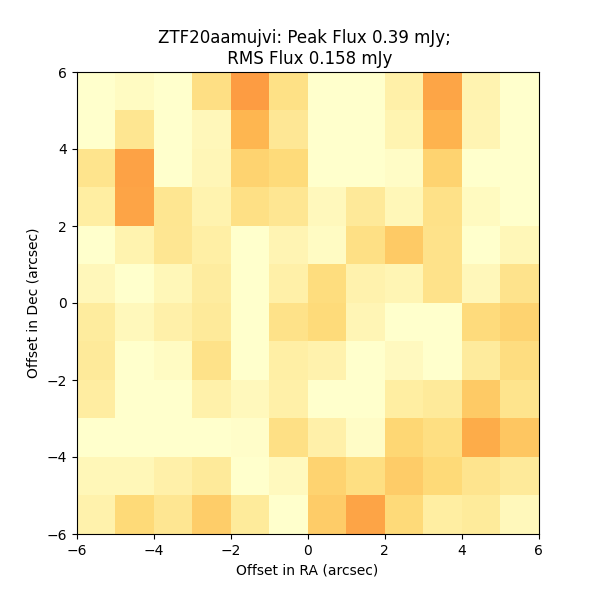 ZTF20aamujvi: Peak Flux 0.39 mJy;
RMS Flux 0.158 mJy
6
4
2
0
−2
−4
−6
Offset in Dec (arcsec)
−6 −4 −2 0 2 4 6
Offset in RA (arcsec)